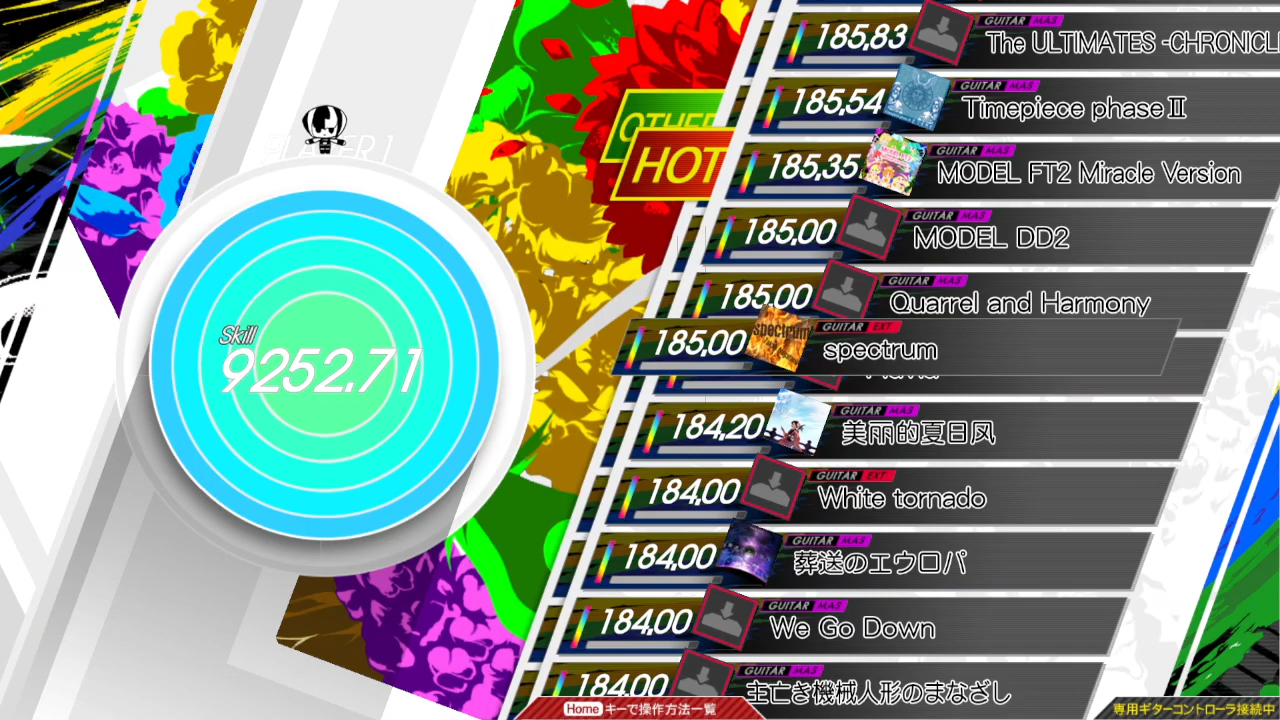 PLAYER 1
Skill
9252.71
OTHER
HOT
185.83 GUITAR MAS
The ULTIMATES -CHRONICL
185.54 GUITAR MAS
Timepiece phaseⅡ
185.35 GUITAR MAS
MODEL FT2 Miracle Version
185.00 GUITAR MAS
MODEL DD2
185.00 GUITAR MAS
Quarrel and Harmony
185.00 spectrum GUITAR EXT
spectrum
184.20 GUITAR MAS
美丽的夏日风
184.00 GUITAR EXT
White tornado
184.00 GUITAR MAS
葬送のエウロパ
184.00 GUITAR MAS
We Go Down
184.00 GUITAR MAS
主亡き機械人形のまなざし
Home キーで操作方法一覧
専用ギターコントローラ接続中